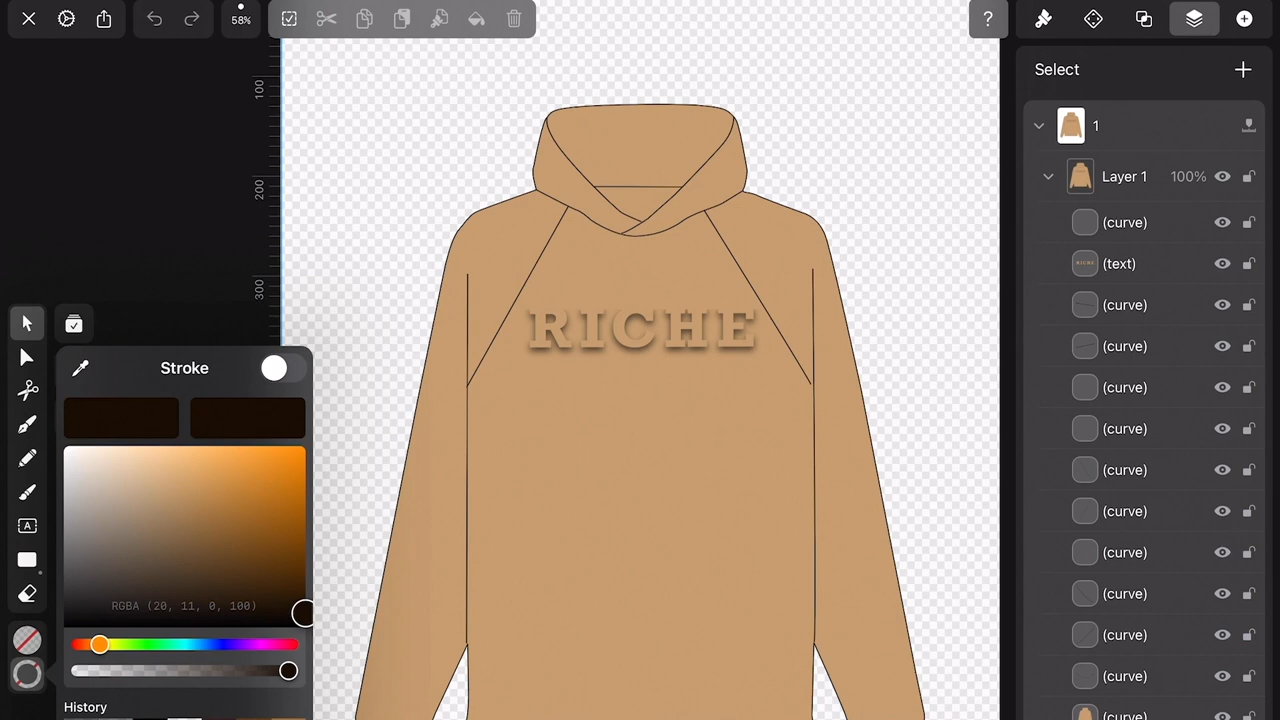 58%
?
Select
100
1
Layer 1 100%
200
(curve)
(text)
300
(curve)
RICHE
(curve)
Stroke
(curve)
(curve)
(curve)
(curve)
A
(curve)
(curve)
RGBA (20, 11, 0, 100)
(curve)
(curve)
History
(curve)